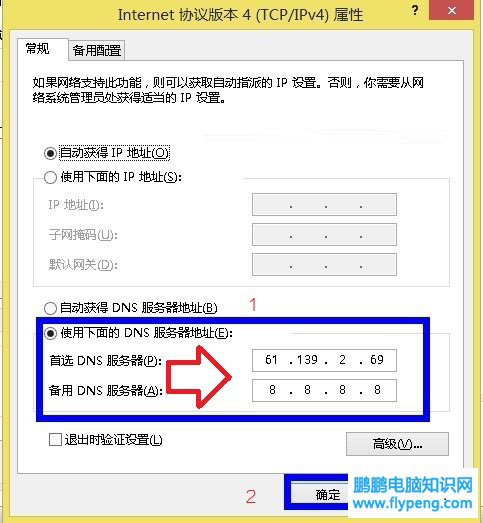 Internet 协议版本 4 (TCP/IPv4) 属性
? ×
常规 备用配置
如果网络支持此功能，则可以获取自动指派的 IP 设置。否则，你需要从网
络系统管理员处获得适当的 IP 设置。
自动获得 IP 地址(O)
使用下面的 IP 地址(S):
IP 地址(I):
子网掩码(U):
默认网关(D):
自动获得 DNS 服务器地址(B) 1
使用下面的 DNS 服务器地址(E):
首选 DNS 服务器(P): 61 . 139 . 2 . 69
备用 DNS 服务器(A): 8 . 8 . 8 . 8
退出时验证设置(L)
高级(V)...
2 确定
鹏鹏电脑知识网
www.flypeng.com